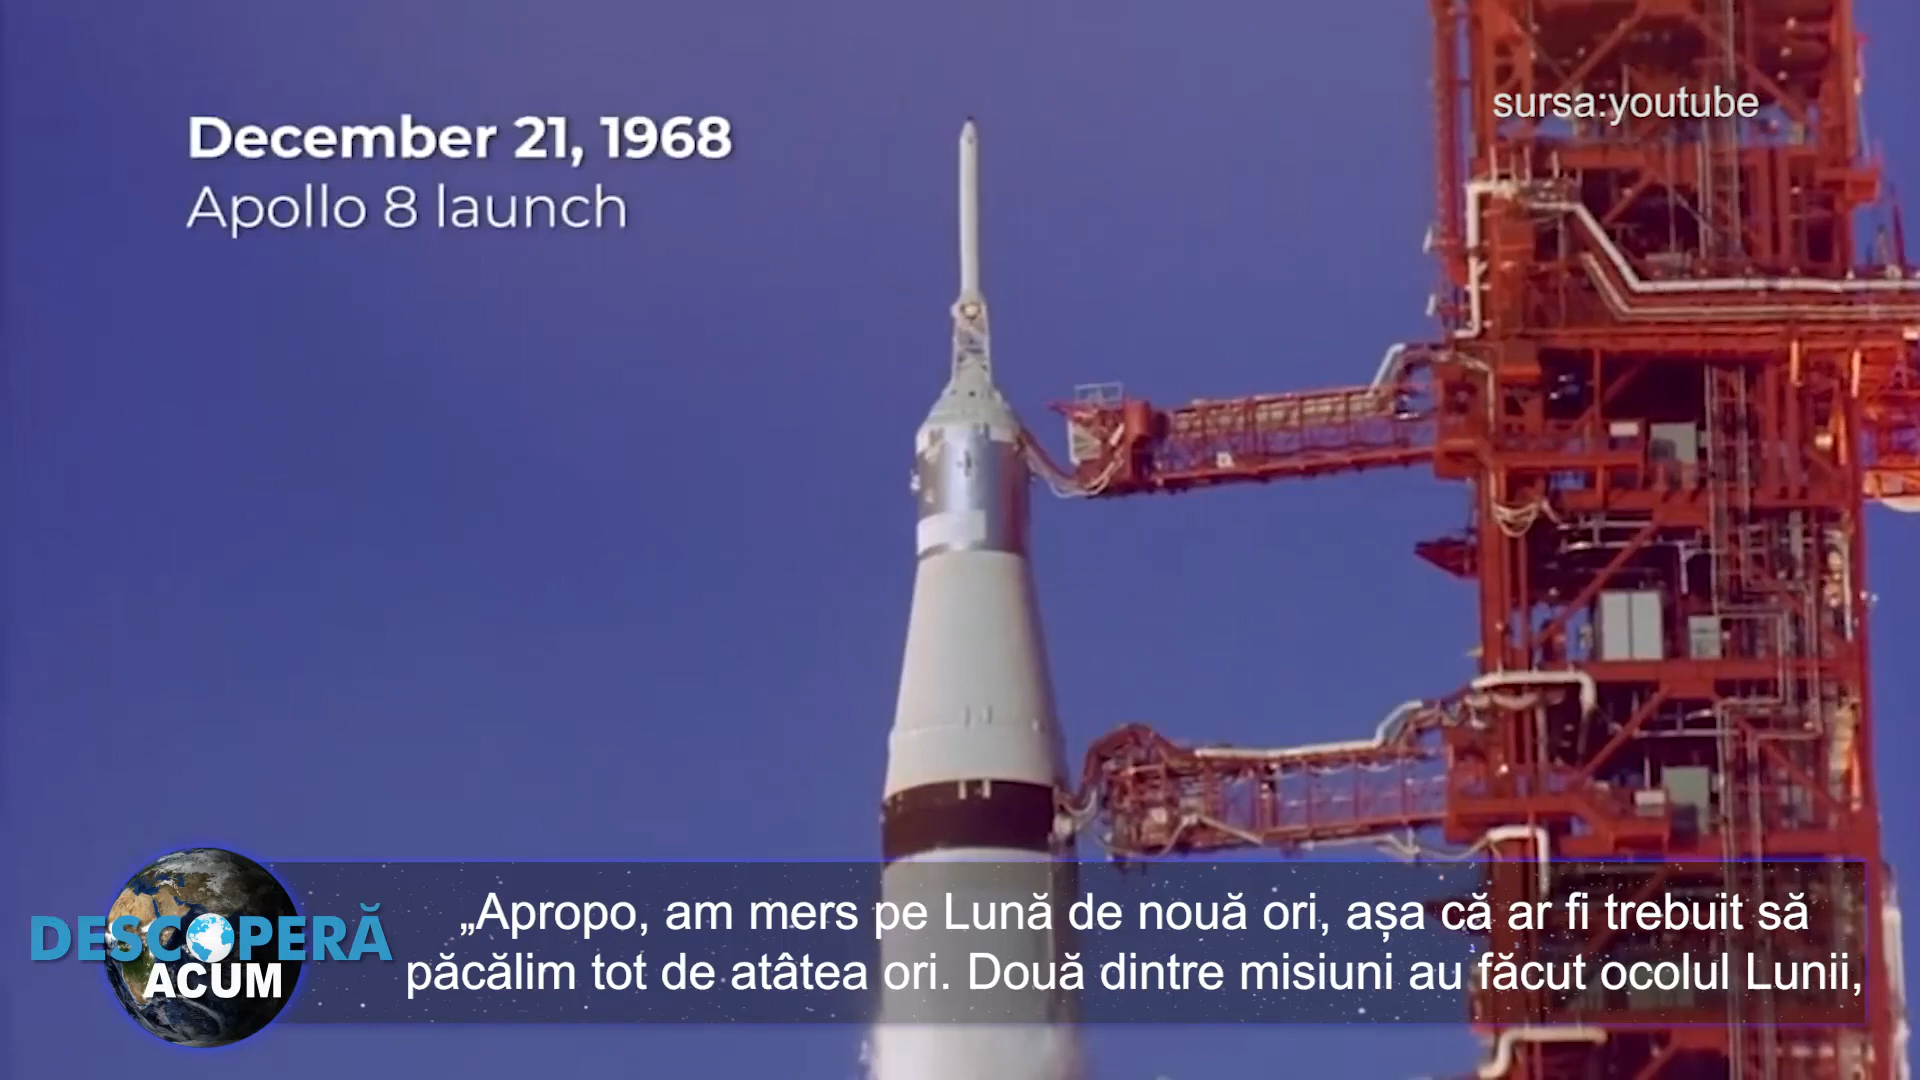 December 21, 1968
Apollo 8 launch
sursa:youtube
„Apropo, am mers pe Lună de nouă ori, așa că ar fi trebuit să
păcălim tot de atâtea ori. Două dintre misiuni au făcut ocolul Lunii,
DESCOPERĂ
ACUM